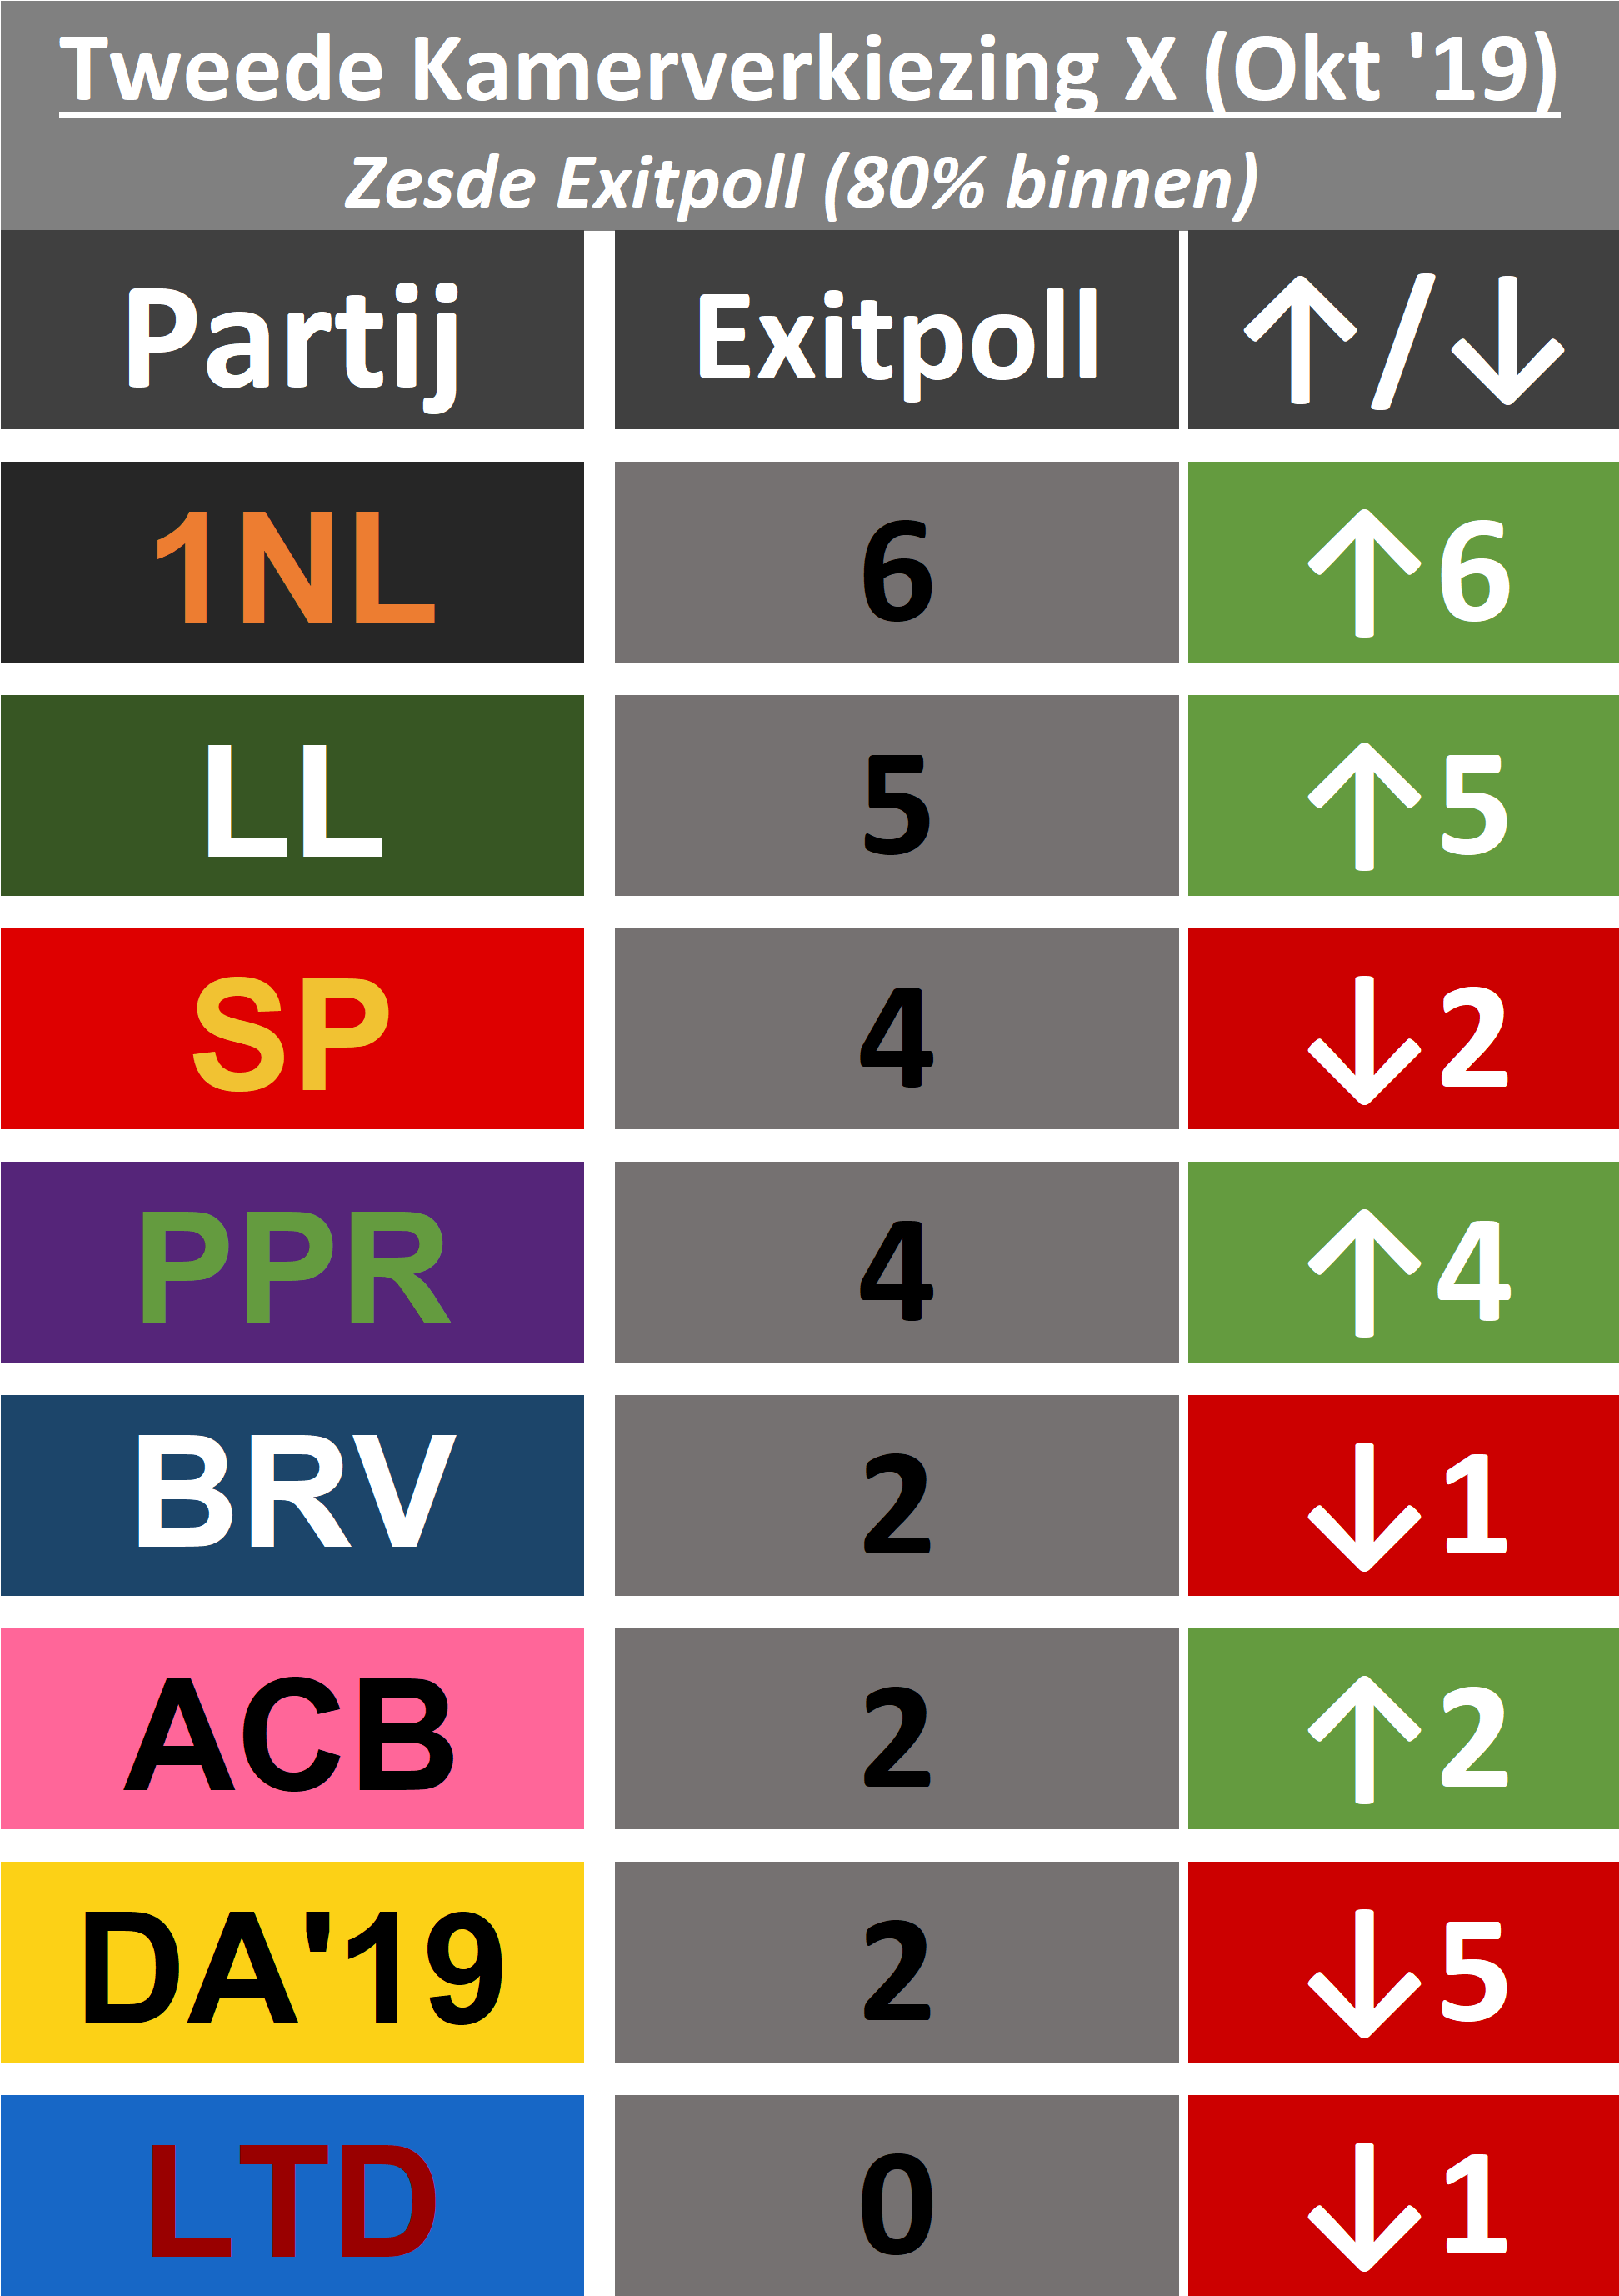 Tweede Kamerverkiezing X (Okt '19)
Zesde Exitpoll (80% binnen)
Partij Exitpoll ↑/↓
1NL 6 ↑6
LL 5 ↑5
SP 4 ↓2
PPR 4 ↑4
BRV 2 ↓1
ACB 2 ↑2
DA'19 2 ↓5
LTD 0 ↓1